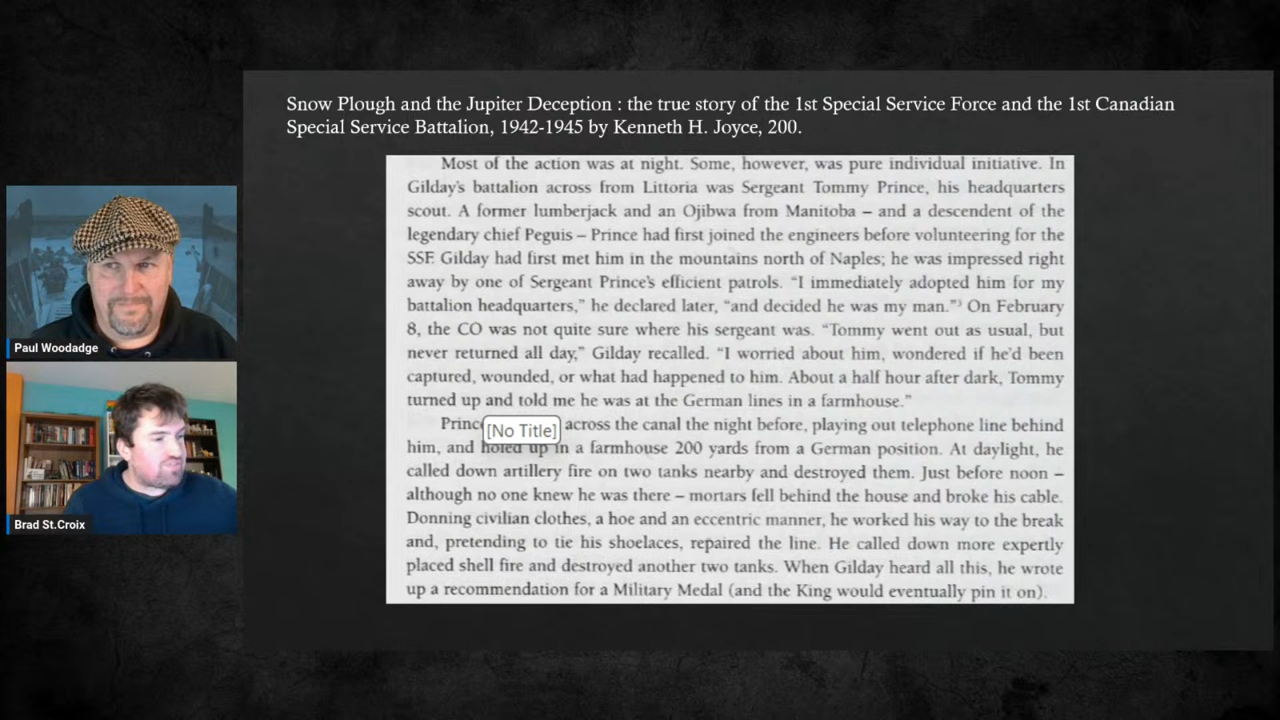 Snow Plough and the Jupiter Deception : the true story of the 1st Special Service Force and the 1st Canadian
Special Service Battalion, 1942-1945 by Kenneth H. Joyce, 200.
Most of the action was at night. Some, however, was pure individual initiative. In
Gilday's battalion across from Littoria was Sergeant Tommy Prince, his headquarters
scout. A former lumberjack and an Ojibwa from Manitoba – and a descendent of the
legendary chief Peguis – Prince had first joined the engineers before volunteering for the
SSF. Gilday had first met him in the mountains north of Naples; he was impressed right
away by one of Sergeant Prince's efficient patrols. "I immediately adopted him for my
battalion headquarters," he declared later, "and decided he was my man."³ On February
8, the CO was not quite sure where his sergeant was. "Tommy went out as usual, but
never returned all day," Gilday recalled. "I worried about him, wondered if he'd been
captured, wounded, or what had happened to him. About a half hour after dark, Tommy
turned up and told me he was at the German lines in a farmhouse."
Princ [No Title] across the canal the night before, playing out telephone line behind
him, and holed up in a farmhouse 200 yards from a German position. At daylight, he
called down artillery fire on two tanks nearby and destroyed them. Just before noon –
although no one knew he was there – mortars fell behind the house and broke his cable.
Donning civilian clothes, a hoe and an eccentric manner, he worked his way to the break
and, pretending to tie his shoelaces, repaired the line. He called down more expertly
placed shell fire and destroyed another two tanks. When Gilday heard all this, he wrote
up a recommendation for a Military Medal (and the King would eventually pin it on).
Paul Woodadge
Brad St.Croix